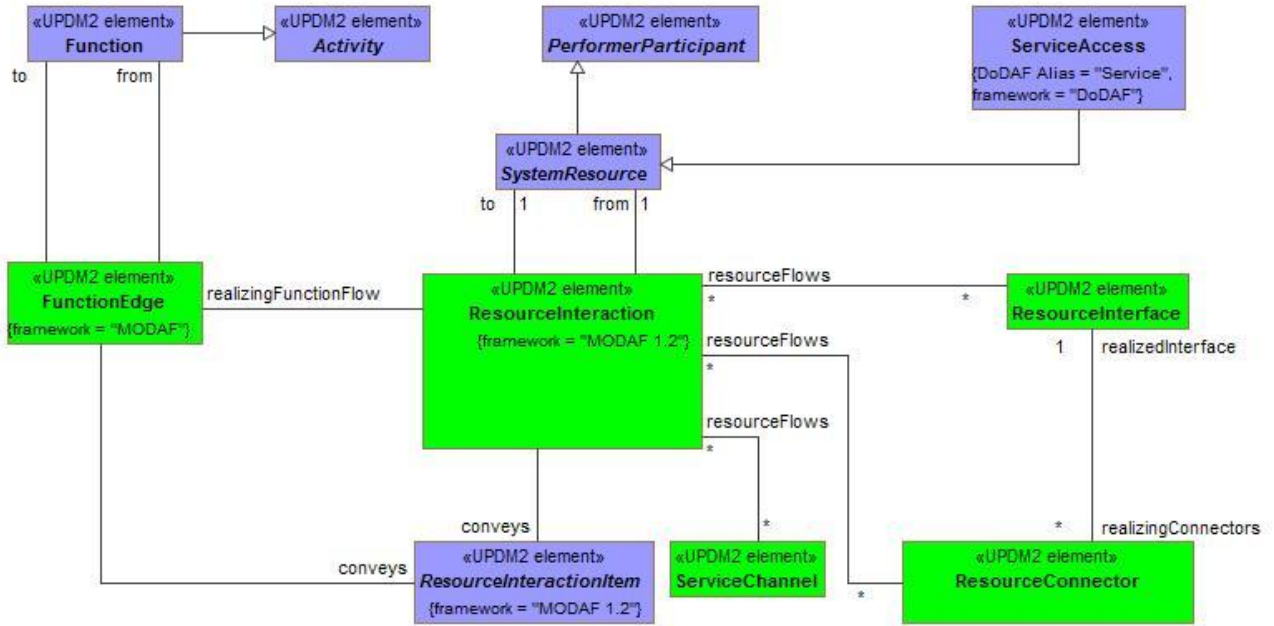 «UPDM2 element»
Function
«UPDM2 element»
Activity
«UPDM2 element»
PerformerParticipant
«UPDM2 element»
ServiceAccess
{DoDAF Alias = "Service",
framework = "DoDAF"}
to
from
«UPDM2 element»
SystemResource
to
1
from
1
«UPDM2 element»
FunctionEdge
{framework = "MODAF"}
realizingFunctionFlow
«UPDM2 element»
ResourceInteraction
{framework = "MODAF 1.2"}
resourceFlows
*
*
«UPDM2 element»
ResourceInterface
resourceFlows
*
1
realizedInterface
resourceFlows
*
conveys
*
*
realizingConnectors
conveys
«UPDM2 element»
ResourceInteractionItem
{framework = "MODAF 1.2"}
«UPDM2 element»
ServiceChannel
*
«UPDM2 element»
ResourceConnector